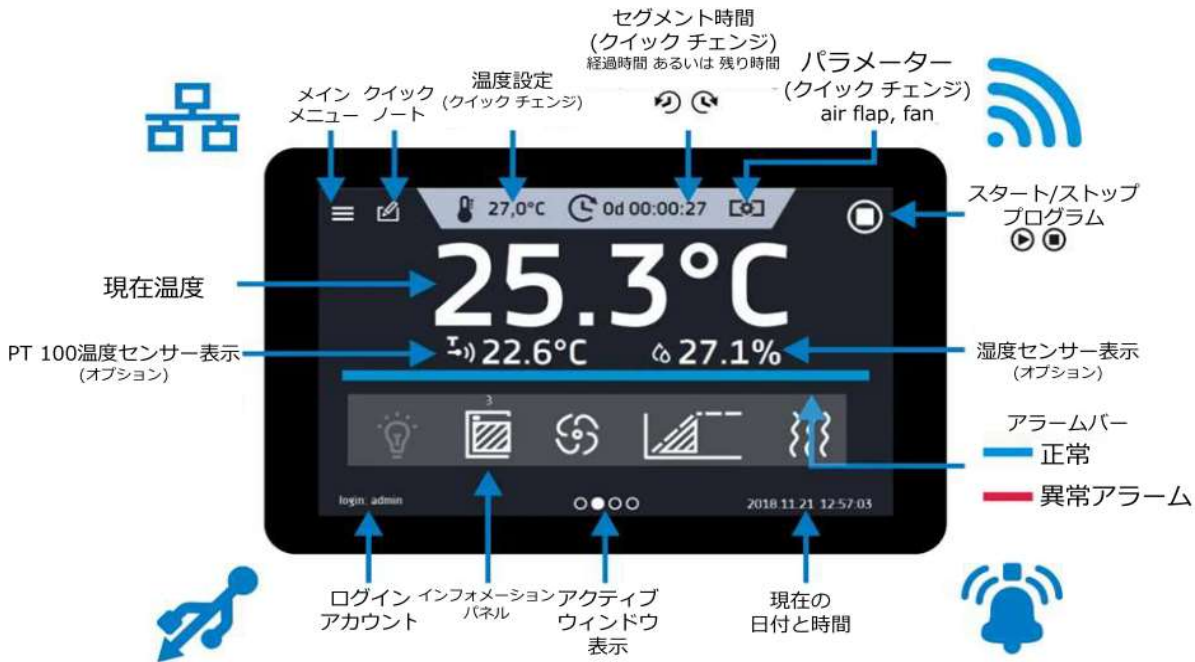 セグメント時間
(クイック チェンジ)
経過時間 あるいは 残り時間
パラメーター
(クイック チェンジ)
air flap, fan
温度設定
(クイック チェンジ)
メイン
メニュー
クイック
ノート
スタート/ストップ
プログラム
27,0°C
0d 00:00:27
25.3°C
現在温度
T
22.6°C
27.1%
PT 100温度センサー表示
(オプション)
湿度センサー表示
(オプション)
3
アラームバー
正常
異常アラーム
login: admin
2018.11.21 12:57:03
ログイン
アカウント
インフォメーション
パネル
アクティブ
ウィンドウ
表示
現在の
日付と時間